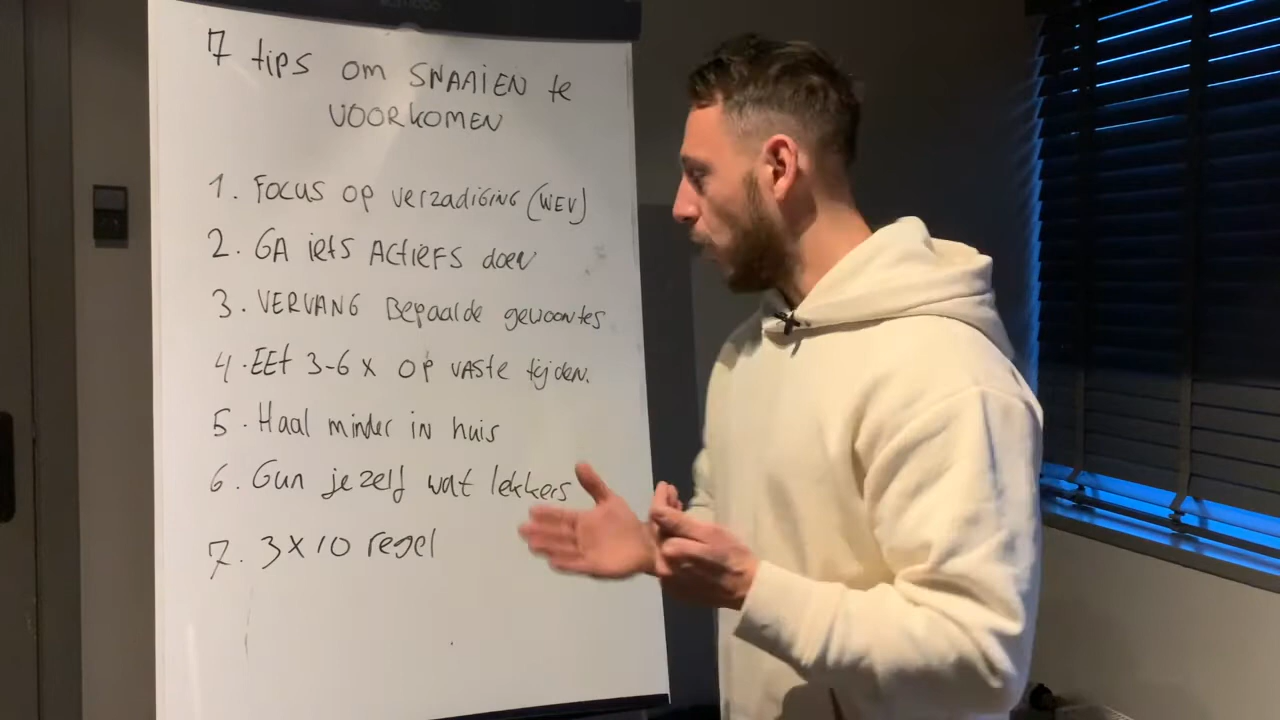 7 tips om SNAAIEN te
VOORKOMEN
1. Focus op verzadiging (WEV)
2. GA iets ACTIEFS doen
3. VERVANG Bepaalde gewoontes
4. EET 3-6 x op vaste tijden.
5. Haal minder in huis
6. Gun jezelf wat lekkers
7. 3x10 regel